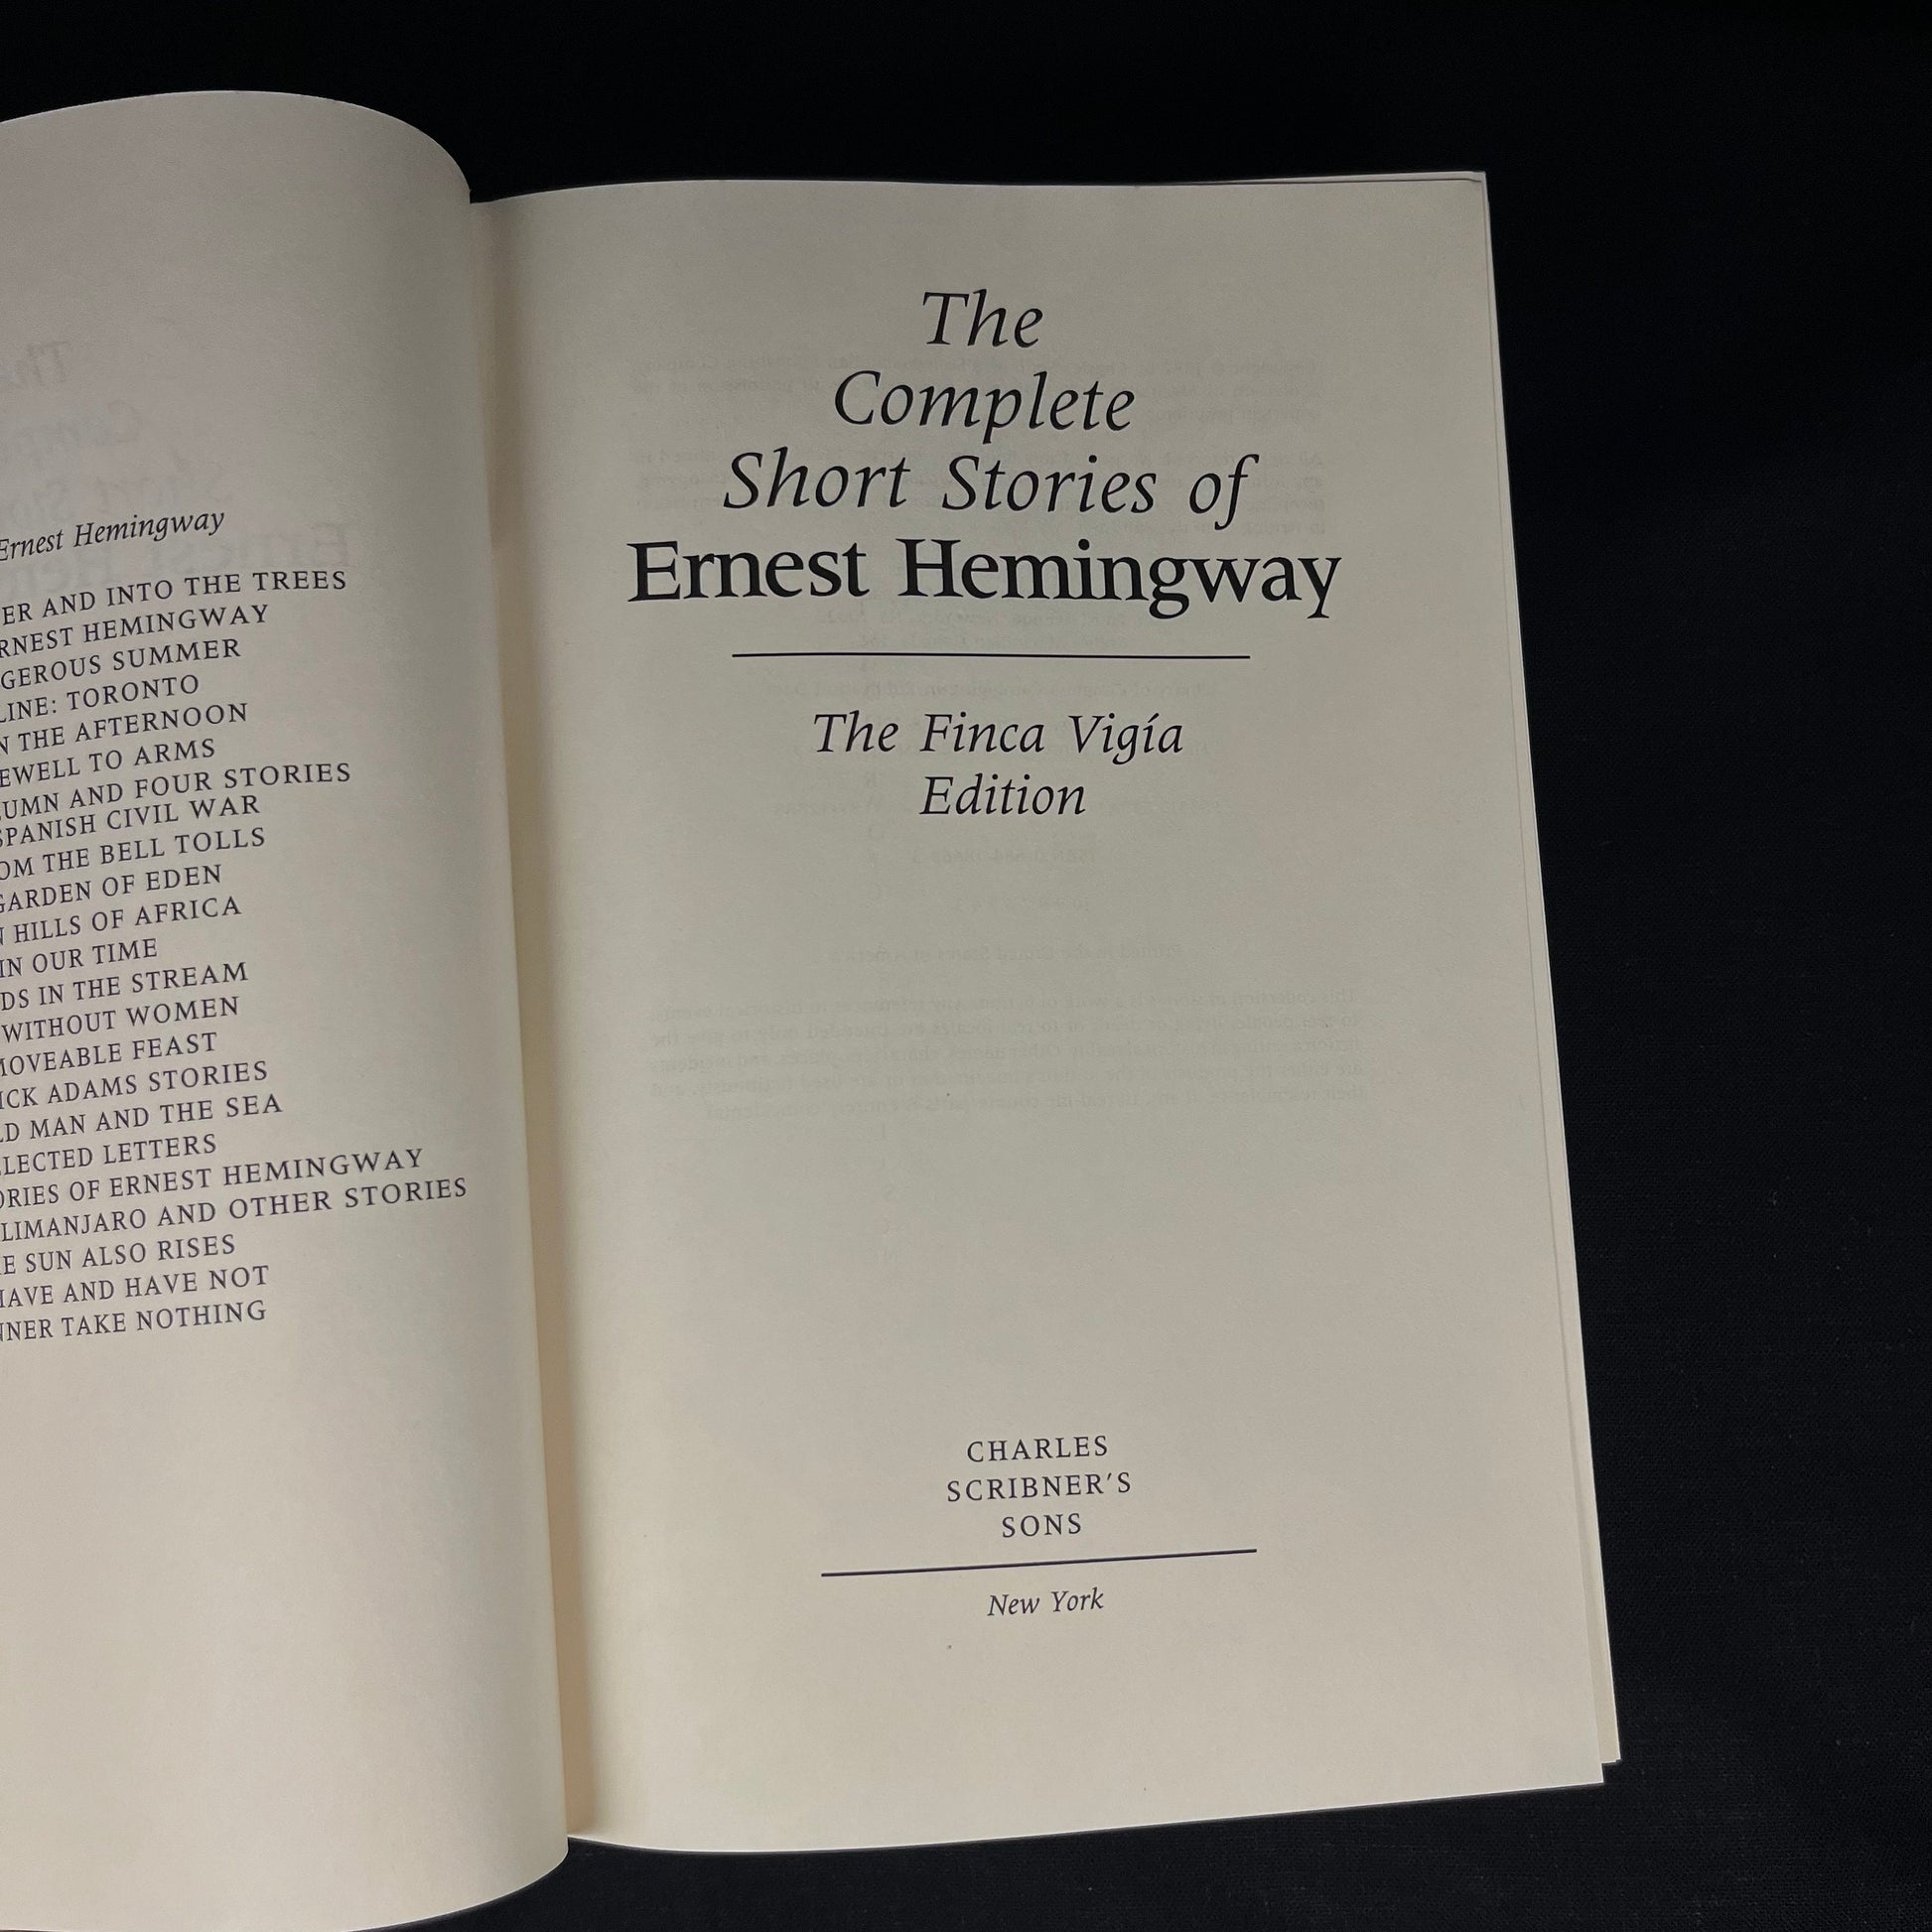 Ernest Hemingway
ER AND INTO THE TREES
RNEST HEMINGWAY
GEROUS SUMMER
LINE: TORONTO
N THE AFTERNOON
EWELL TO ARMS
UMN AND FOUR STORIES
SPANISH CIVIL WAR
OM THE BELL TOLLS
GARDEN OF EDEN
N HILLS OF AFRICA
IN OUR TIME
DS IN THE STREAM
WITHOUT WOMEN
MOVEABLE FEAST
ICK ADAMS STORIES
LD MAN AND THE SEA
LECTED LETTERS
ORIES OF ERNEST HEMINGWAY
LIMANJARO AND OTHER STORIES
E SUN ALSO RISES
HAVE AND HAVE NOT
NNER TAKE NOTHING
The
Complete
Short Stories of
Ernest Hemingway
The Finca Vigía
Edition
CHARLES
SCRIBNER'S
SONS
New York